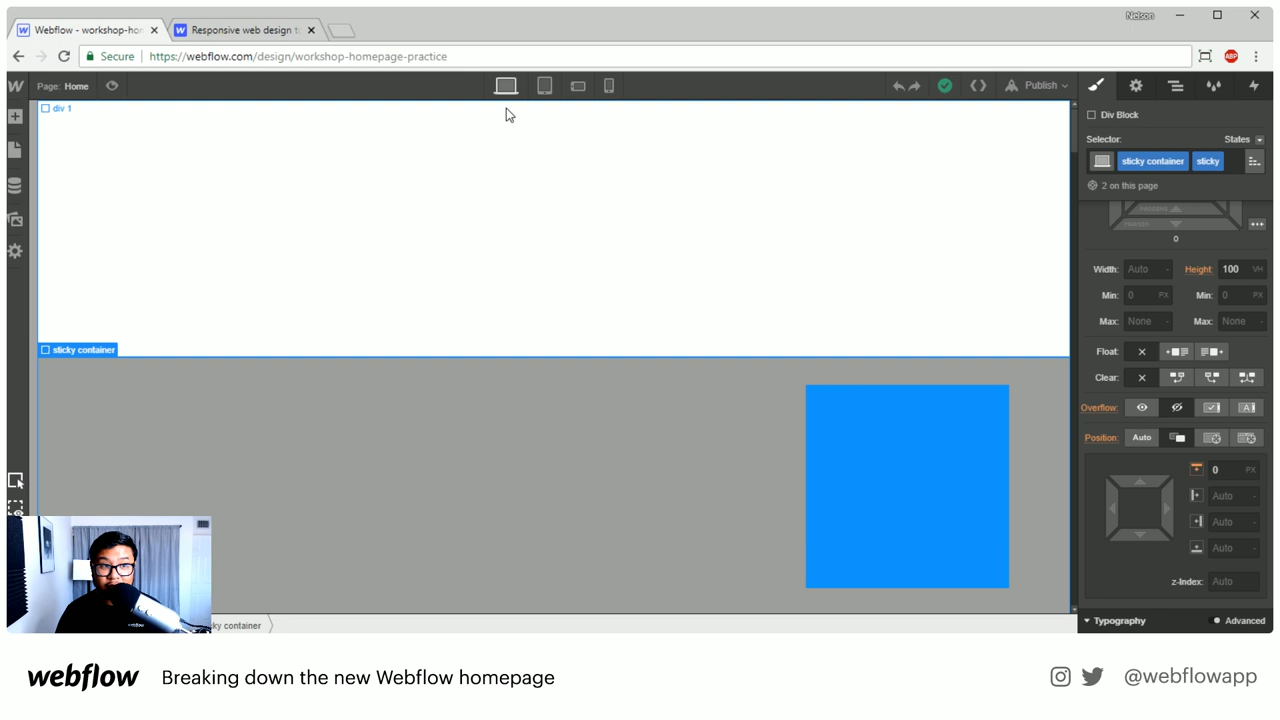 Nelson
Webflow - workshop-hom
Responsive web design t
Secure
https://webflow.com/design/workshop-homepage-practice
Page: Home
Publish
div 1
sticky container
Div Block
Selector:
States
sticky container
sticky
2 on this page
PADDING
MARGIN
0
Width: Auto -
Height: 100 VH
Min: 0 PX
Min: 0 PX
Max: None -
Max: None -
Float:
Clear:
Overflow:
Position: Auto
0 PX
Auto -
Auto -
Auto -
z-Index: Auto
Typography
Advanced
ky container
webflow
Breaking down the new Webflow homepage
@webflowapp